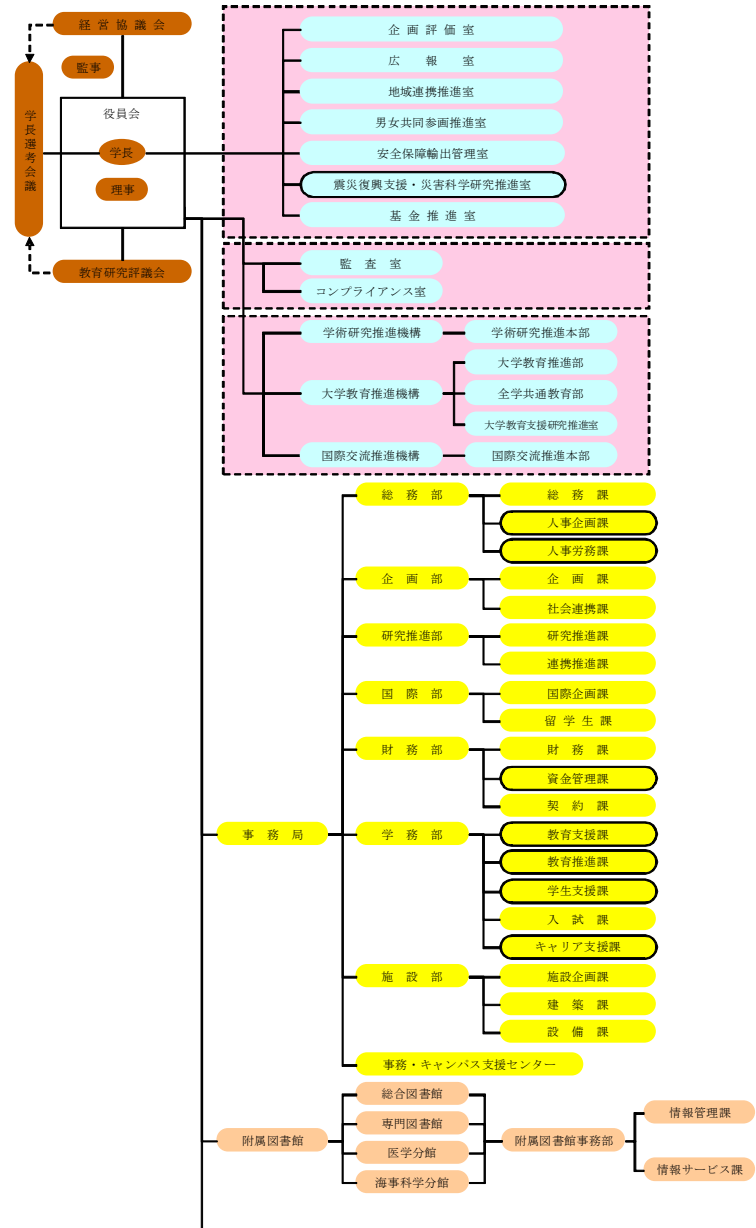 経営協議会
監事
役員会
学長選考会議
学長
理事
教育研究評議会
企画評価室
広報室
地域連携推進室
男女共同参画推進室
安全保障輸出管理室
震災復興支援・災害科学研究推進室
基金推進室
監査室
コンプライアンス室
学術研究推進機構
学術研究推進本部
大学教育推進機構
大学教育推進部
全学共通教育部
大学教育支援研究推進室
国際交流推進機構
国際交流推進本部
事務局
総務部
総務課
人事企画課
人事労務課
企画部
企画課
社会連携課
研究推進部
研究推進課
連携推進課
国際部
国際企画課
留学生課
財務部
財務課
資金管理課
契約課
学務部
教育支援課
教育推進課
学生支援課
入試課
キャリア支援課
施設部
施設企画課
建築課
設備課
事務・キャンパス支援センター
附属図書館
総合図書館
専門図書館
医学分館
海事科学分館
附属図書館事務部
情報管理課
情報サービス課